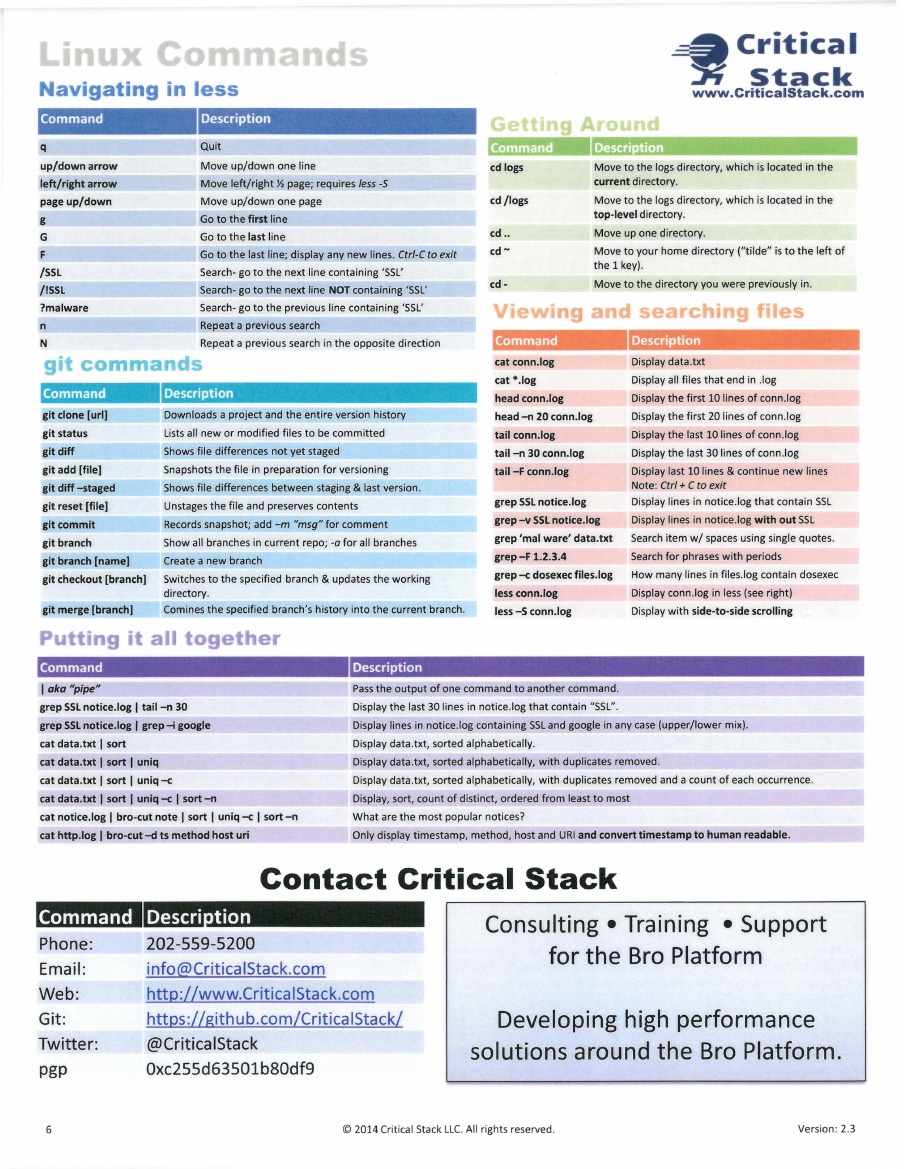 Linux Commands
Critical
Stack
www.CriticalStack.com
Navigating in less
Command Description
q Quit
up/down arrow Move up/down one line
left/right arrow Move left/right ½ page; requires less -S
page up/down Move up/down one page
g Go to the first line
G Go to the last line
F Go to the last line; display any new lines. Ctrl-C to exit
/SSL Search- go to the next line containing ‘SSL’
/!SSL Search- go to the next line NOT containing ‘SSL’
?malware Search- go to the previous line containing ‘SSL’
n Repeat a previous search
N Repeat a previous search in the opposite direction
git commands
Command Description
git clone [url] Downloads a project and the entire version history
git status Lists all new or modified files to be committed
git diff Shows file differences not yet staged
git add [file] Snapshots the file in preparation for versioning
git diff –staged Shows file differences between staging & last version.
git reset [file] Unstages the file and preserves contents
git commit Records snapshot; add –m “msg” for comment
git branch Show all branches in current repo; -a for all branches
git branch [name] Create a new branch
git checkout [branch] Switches to the specified branch & updates the working
directory.
git merge [branch] Comines the specified branch’s history into the current branch.
Getting Around
Command Description
cd logs Move to the logs directory, which is located in the
current directory.
cd /logs Move to the logs directory, which is located in the
top-level directory.
cd .. Move up one directory.
cd ~ Move to your home directory (“tilde” is to the left of
the 1 key).
cd - Move to the directory you were previously in.
Viewing and searching files
Command Description
cat conn.log Display data.txt
cat *.log Display all files that end in .log
head conn.log Display the first 10 lines of conn.log
head –n 20 conn.log Display the first 20 lines of conn.log
tail conn.log Display the last 10 lines of conn.log
tail –n 30 conn.log Display the last 30 lines of conn.log
tail –F conn.log Display last 10 lines & continue new lines
Note: Ctrl + C to exit
grep SSL notice.log Display lines in notice.log that contain SSL
grep –v SSL notice.log Display lines in notice.log with out SSL
grep ‘mal ware’ data.txt Search item w/ spaces using single quotes.
grep –F 1.2.3.4 Search for phrases with periods
grep –c dosexec files.log How many lines in files.log contain dosexec
less conn.log Display conn.log in less (see right)
less –S conn.log Display with side-to-side scrolling
Putting it all together
Command Description
| aka “pipe” Pass the output of one command to another command.
grep SSL notice.log | tail –n 30 Display the last 30 lines in notice.log that contain “SSL”.
grep SSL notice.log | grep –i google Display lines in notice.log containing SSL and google in any case (upper/lower mix).
cat data.txt | sort Display data.txt, sorted alphabetically.
cat data.txt | sort | uniq Display data.txt, sorted alphabetically, with duplicates removed.
cat data.txt | sort | uniq –c Display data.txt, sorted alphabetically, with duplicates removed and a count of each occurrence.
cat data.txt | sort | uniq –c | sort –n Display, sort, count of distinct, ordered from least to most
cat notice.log | bro-cut note | sort | uniq –c | sort –n What are the most popular notices?
cat http.log | bro-cut –d ts method host uri Only display timestamp, method, host and URI and convert timestamp to human readable.
Contact Critical Stack
Command Description
Phone: 202-559-5200
Email: info@CriticalStack.com
Web: http://www.CriticalStack.com
Git: https://github.com/CriticalStack/
Twitter: @CriticalStack
pgp 0xc255d63501b80df9
Consulting • Training • Support
for the Bro Platform
Developing high performance
solutions around the Bro Platform.
6 © 2014 Critical Stack LLC. All rights reserved. Version: 2.3